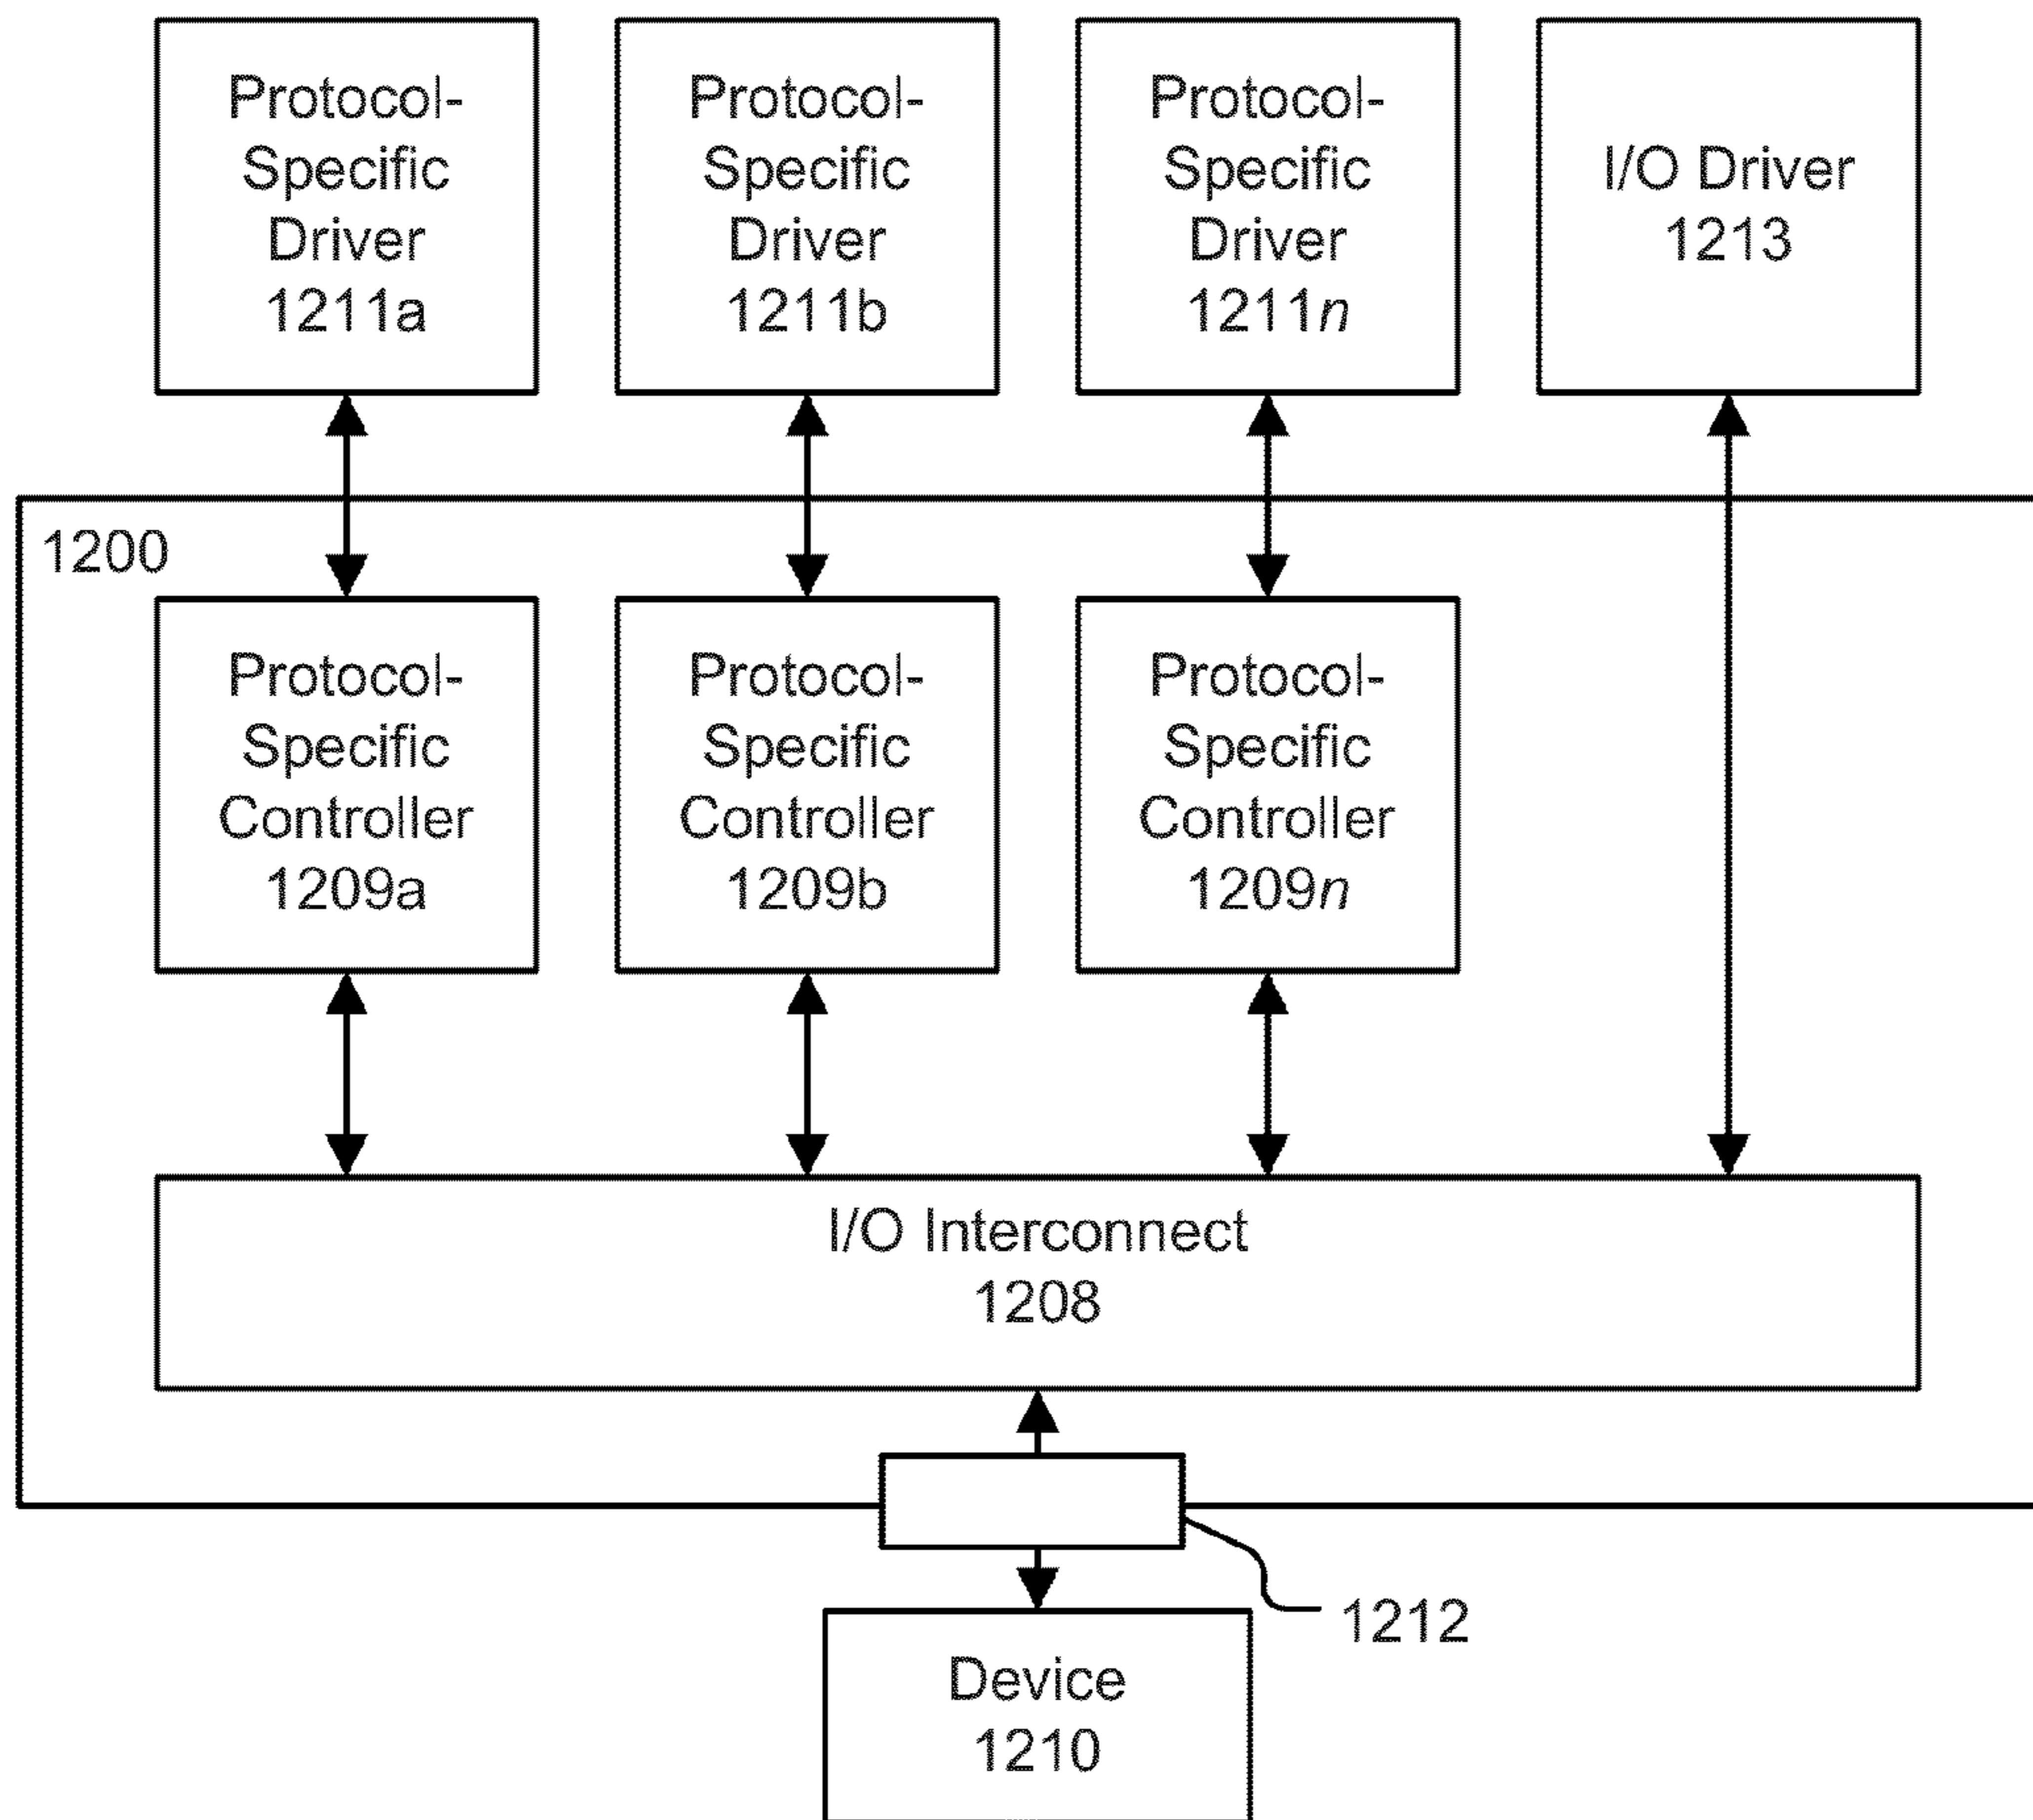 Protocol-
Specific
Driver
1211a
Protocol-
Specific
Driver
1211b
Protocol-
Specific
Driver
1211n
I/O Driver
1213
1200
Protocol-
Specific
Controller
1209a
Protocol-
Specific
Controller
1209b
Protocol-
Specific
Controller
1209n
I/O Interconnect
1208
1212
Device
1210